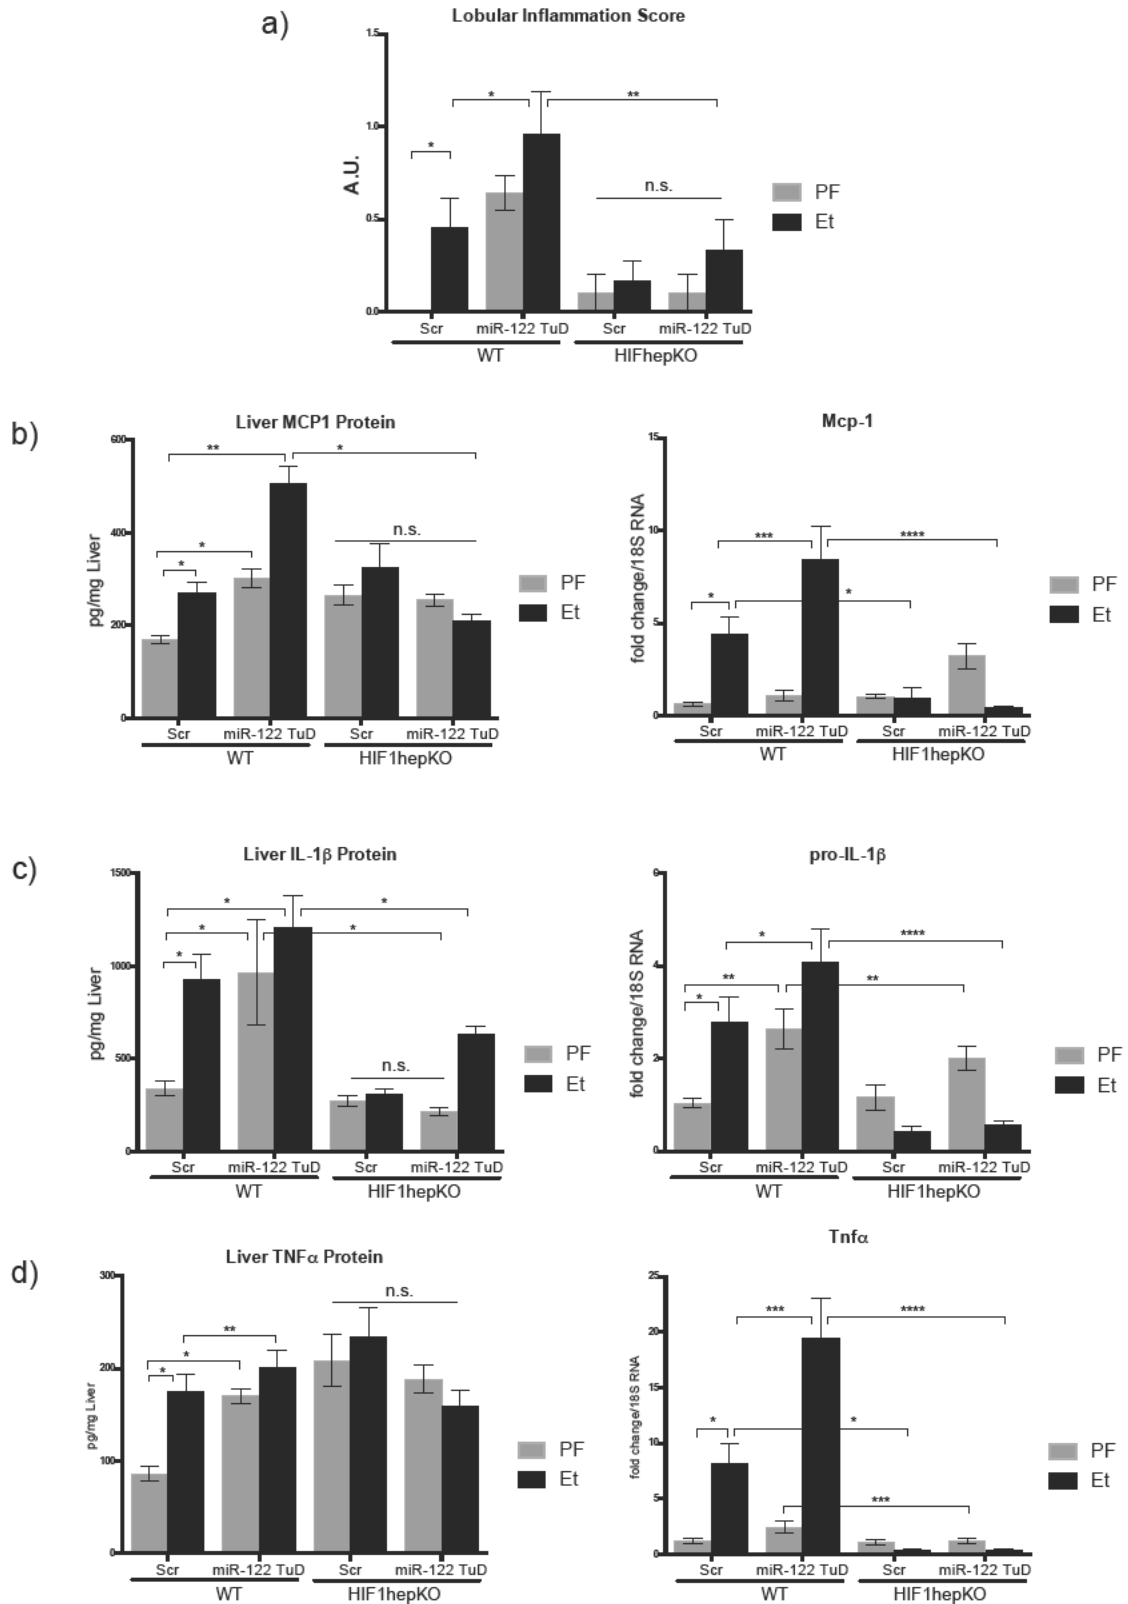 a)
Lobular Inflammation Score
1.5
1.0
0.5
0.0
A.U.
*
*
**
n.s.
PF
Et
Scr
miR-122 TuD
Scr
miR-122 TuD
WT
HIFhepKO
b)
Liver MCP1 Protein
600
400
200
0
pg/mg Liver
**
*
*
*
n.s.
PF
Et
Scr
miR-122 TuD
Scr
miR-122 TuD
WT
HIF1hepKO
Mcp-1
15
10
5
0
fold change/18S RNA
***
****
*
*
PF
Et
Scr
miR-122 TuD
Scr
miR-122 TuD
WT
HIF1hepKO
c)
Liver IL-1β Protein
1500
1000
500
0
pg/mg Liver
*
*
*
*
*
n.s.
PF
Et
Scr
miR-122 TuD
Scr
miR-122 TuD
WT
HIF1hepKO
pro-IL-1β
6
4
2
0
fold change/18S RNA
*
****
**
**
*
PF
Et
Scr
miR-122 TuD
Scr
miR-122 TuD
WT
HIF1hepKO
d)
Liver TNFα Protein
300
200
100
0
pg/mg Liver
n.s.
**
*
*
PF
Et
Scr
miR-122 TuD
Scr
miR-122 TuD
WT
HIF1hepKO
Tnfα
25
20
15
10
5
0
fold change/18S RNA
***
****
*
*
***
PF
Et
Scr
miR-122 TuD
Scr
miR-122 TuD
WT
HIF1hepKO